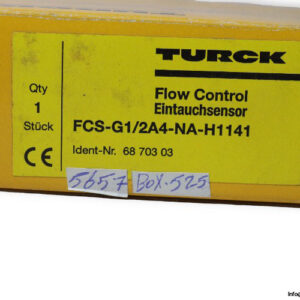 TURCK
Qty
1
Stück
Flow Control
Eintauchsensor
FCS-G1/2A4-NA-H1141
CE
Ident-Nr. 68 703 03
5657 BOX.525